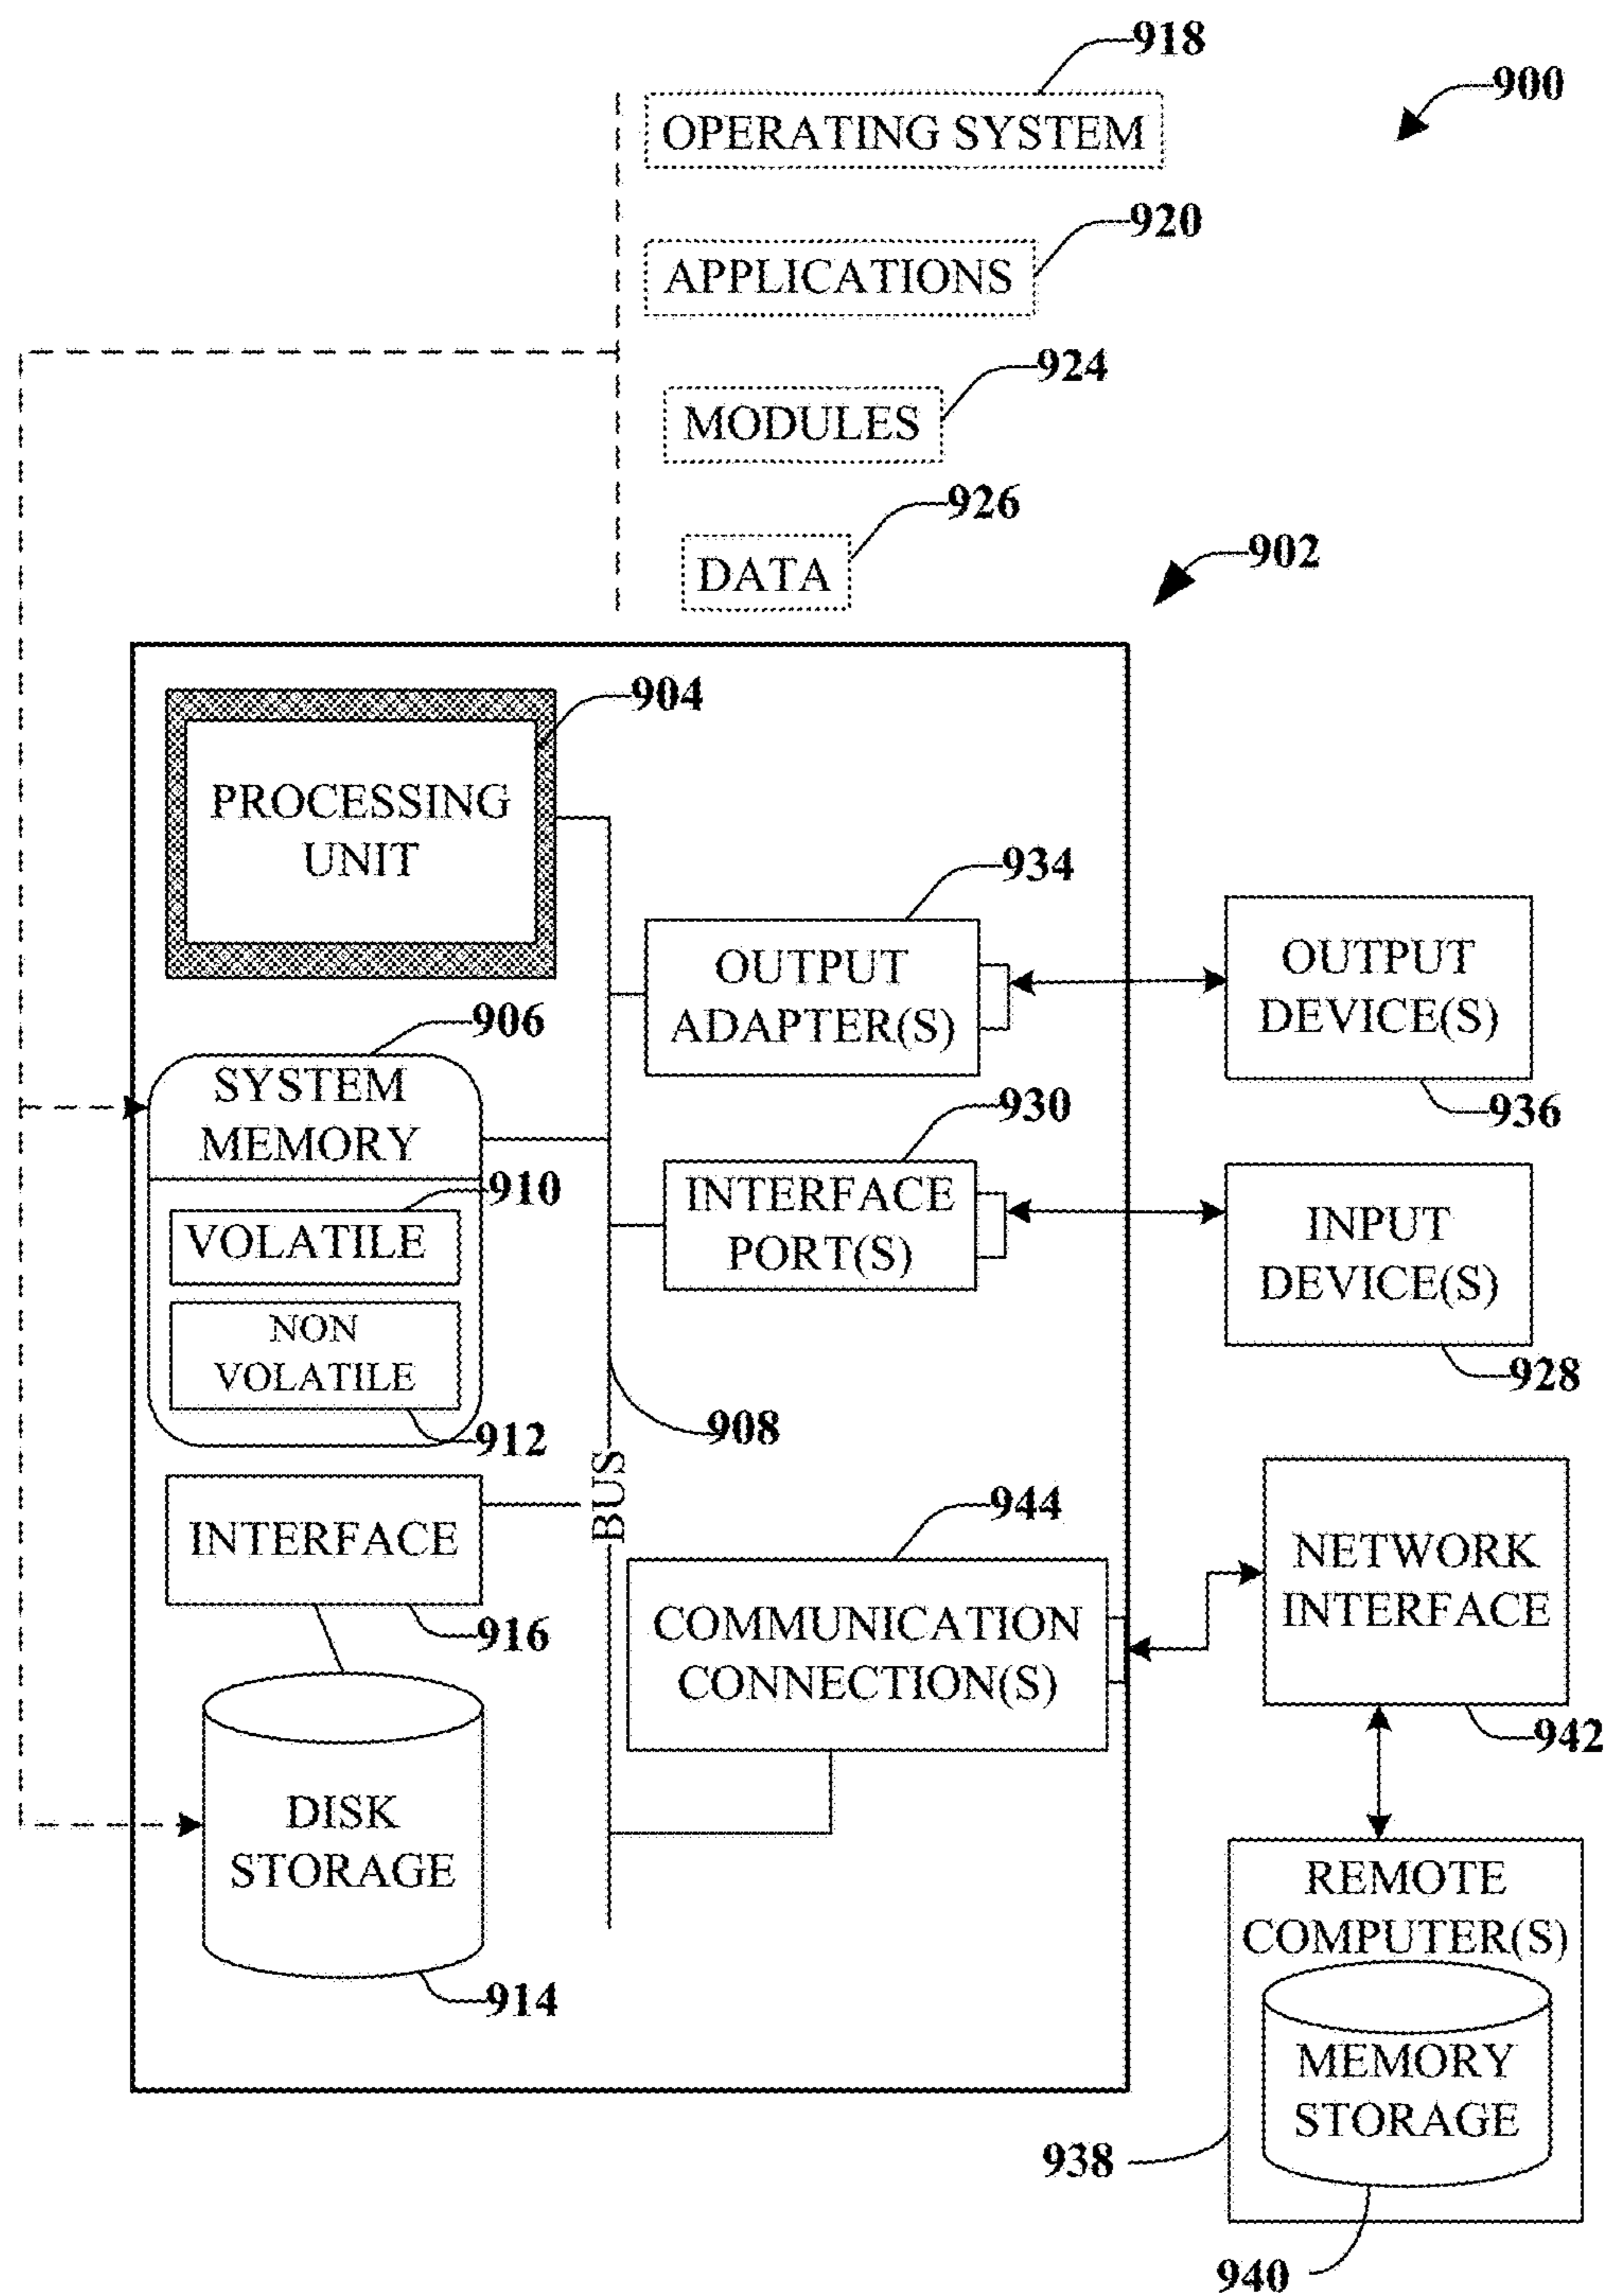 918
900
OPERATING SYSTEM
920
APPLICATIONS
924
MODULES
926
DATA
902
904
PROCESSING
UNIT
934
OUTPUT
ADAPTER(S)
OUTPUT
DEVICE(S)
936
906
SYSTEM
MEMORY
910
VOLATILE
NON
VOLATILE
912
930
INTERFACE
PORT(S)
INPUT
DEVICE(S)
928
908
BUS
INTERFACE
916
944
COMMUNICATION
CONNECTION(S)
NETWORK
INTERFACE
942
DISK
STORAGE
914
REMOTE
COMPUTER(S)
MEMORY
STORAGE
938
940